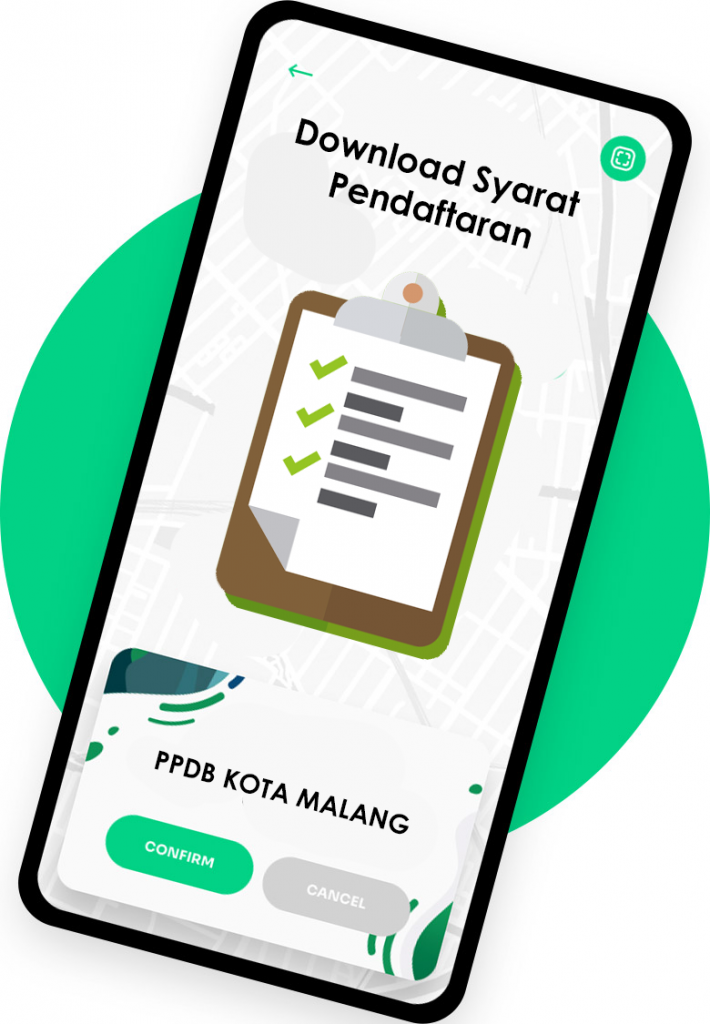 Download Syarat
Pendaftaran
PPDB KOTA MALANG
CONFIRM
CANCEL